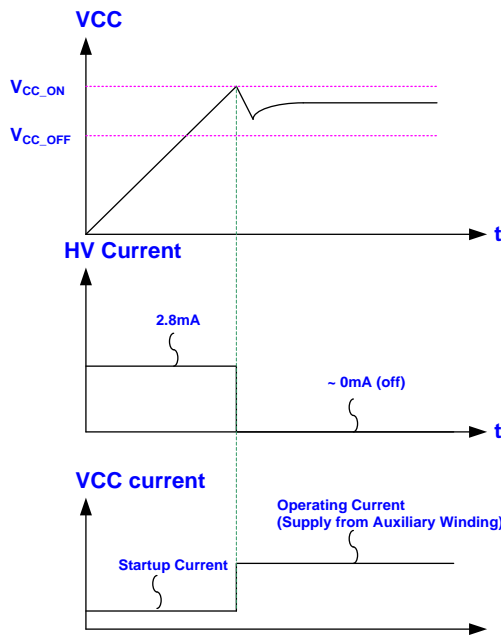 VCC
VCC_ON
VCC_OFF
t
HV Current
2.8mA
~ 0mA (off)
t
VCC current
Operating Current
(Supply from Auxiliary Winding)
Startup Current